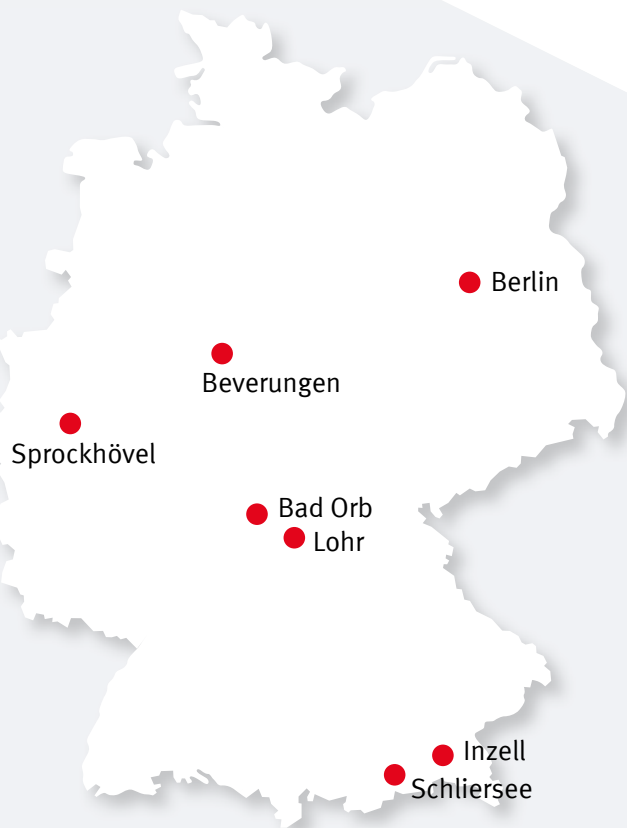 Berlin
Beverungen
Sprockhövel
Bad Orb
Lohr
Inzell
Schliersee